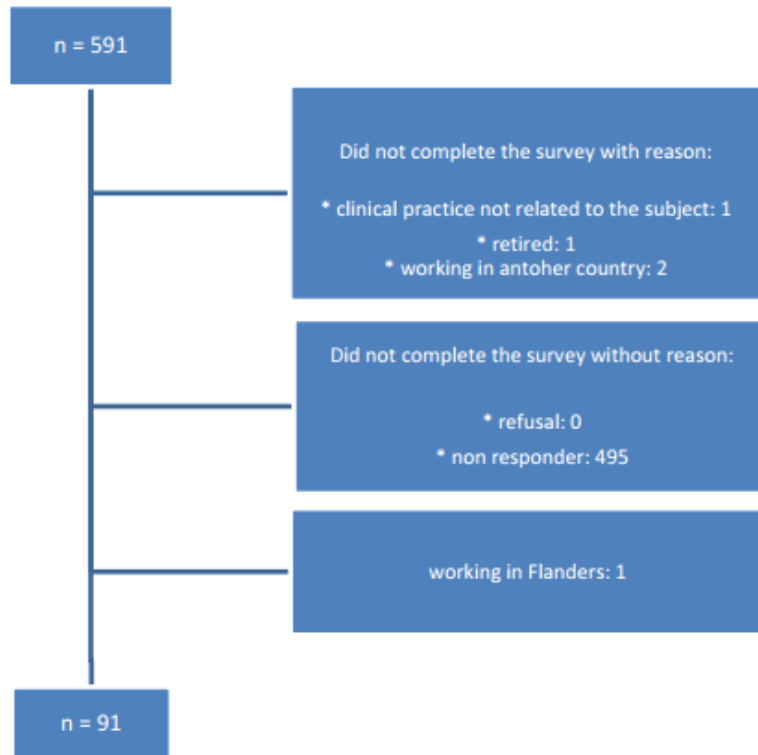 n = 591
Did not complete the survey with reason:
* clinical practice not related to the subject: 1
* retired: 1
* working in antoher country: 2
Did not complete the survey without reason:
* refusal: 0
* non responder: 495
working in Flanders: 1
n = 91